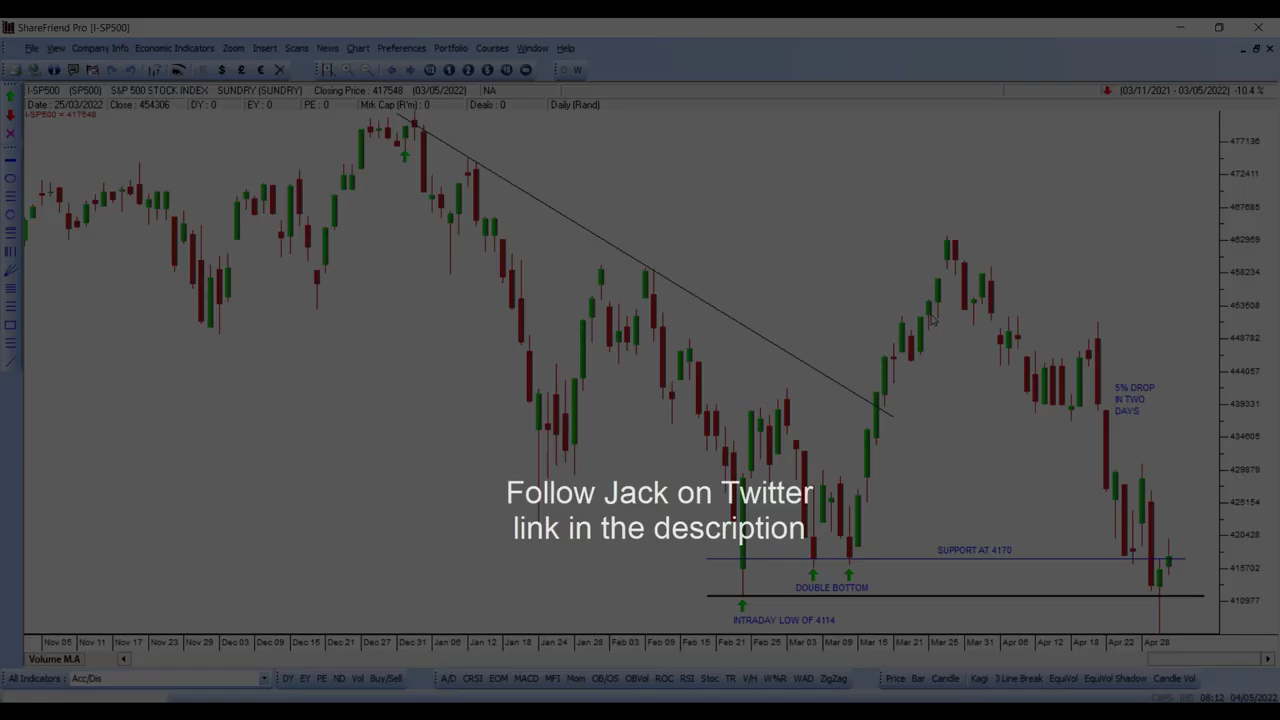 ShareFriend Pro [I-SP500]
File View Company Info Economic Indicators Zoom Insert Scans News Chart Preferences Portfolio Courses Window Help
I-SP500 (SP500) S&P 500 STOCK INDEX SUNDRY (SUNDRY) Closing Price : 417548 (03/05/2022) NA (03/11/2021 - 03/05/2022) -10.4 %
Date : 25/03/2022 Close : 454306 DY : 0 EY : 0 PE : 0 Mrk Cap (R'm) : 0 Deals : 0 Daily (Rand)
I-SP500 = 417548
477136
472411
467685
462959
458234
453508
448782
444057
5% DROP
IN TWO
DAYS
439331
434605
429879
Follow Jack on Twitter
link in the description
425154
420428
SUPPORT AT 4170
415702
DOUBLE BOTTOM
410977
INTRADAY LOW OF 4114
Nov 05 Nov 11 Nov 17 Nov 23 Nov 29 Dec 03 Dec 09 Dec 15 Dec 21 Dec 27 Dec 31 Jan 06 Jan 12 Jan 18 Jan 24 Jan 28 Feb 03 Feb 09 Feb 15 Feb 21 Feb 25 Mar 03 Mar 09 Mar 15 Mar 21 Mar 25 Mar 31 Apr 06 Apr 12 Apr 18 Apr 22 Apr 28
Volume M.A
All Indicators : Acc/Dis DY EY PE ND Vol Buy/Sell A/D CRSI EOM MACD MFI Mom OB/OS OBVol ROC RSI Stoc TR V/H W%R WAD ZigZag Price Bar Candle Kagi 3 Line Break EquiVol EquiVol Shadow Candle Vol
CAPS INS 08:12 04/05/2022